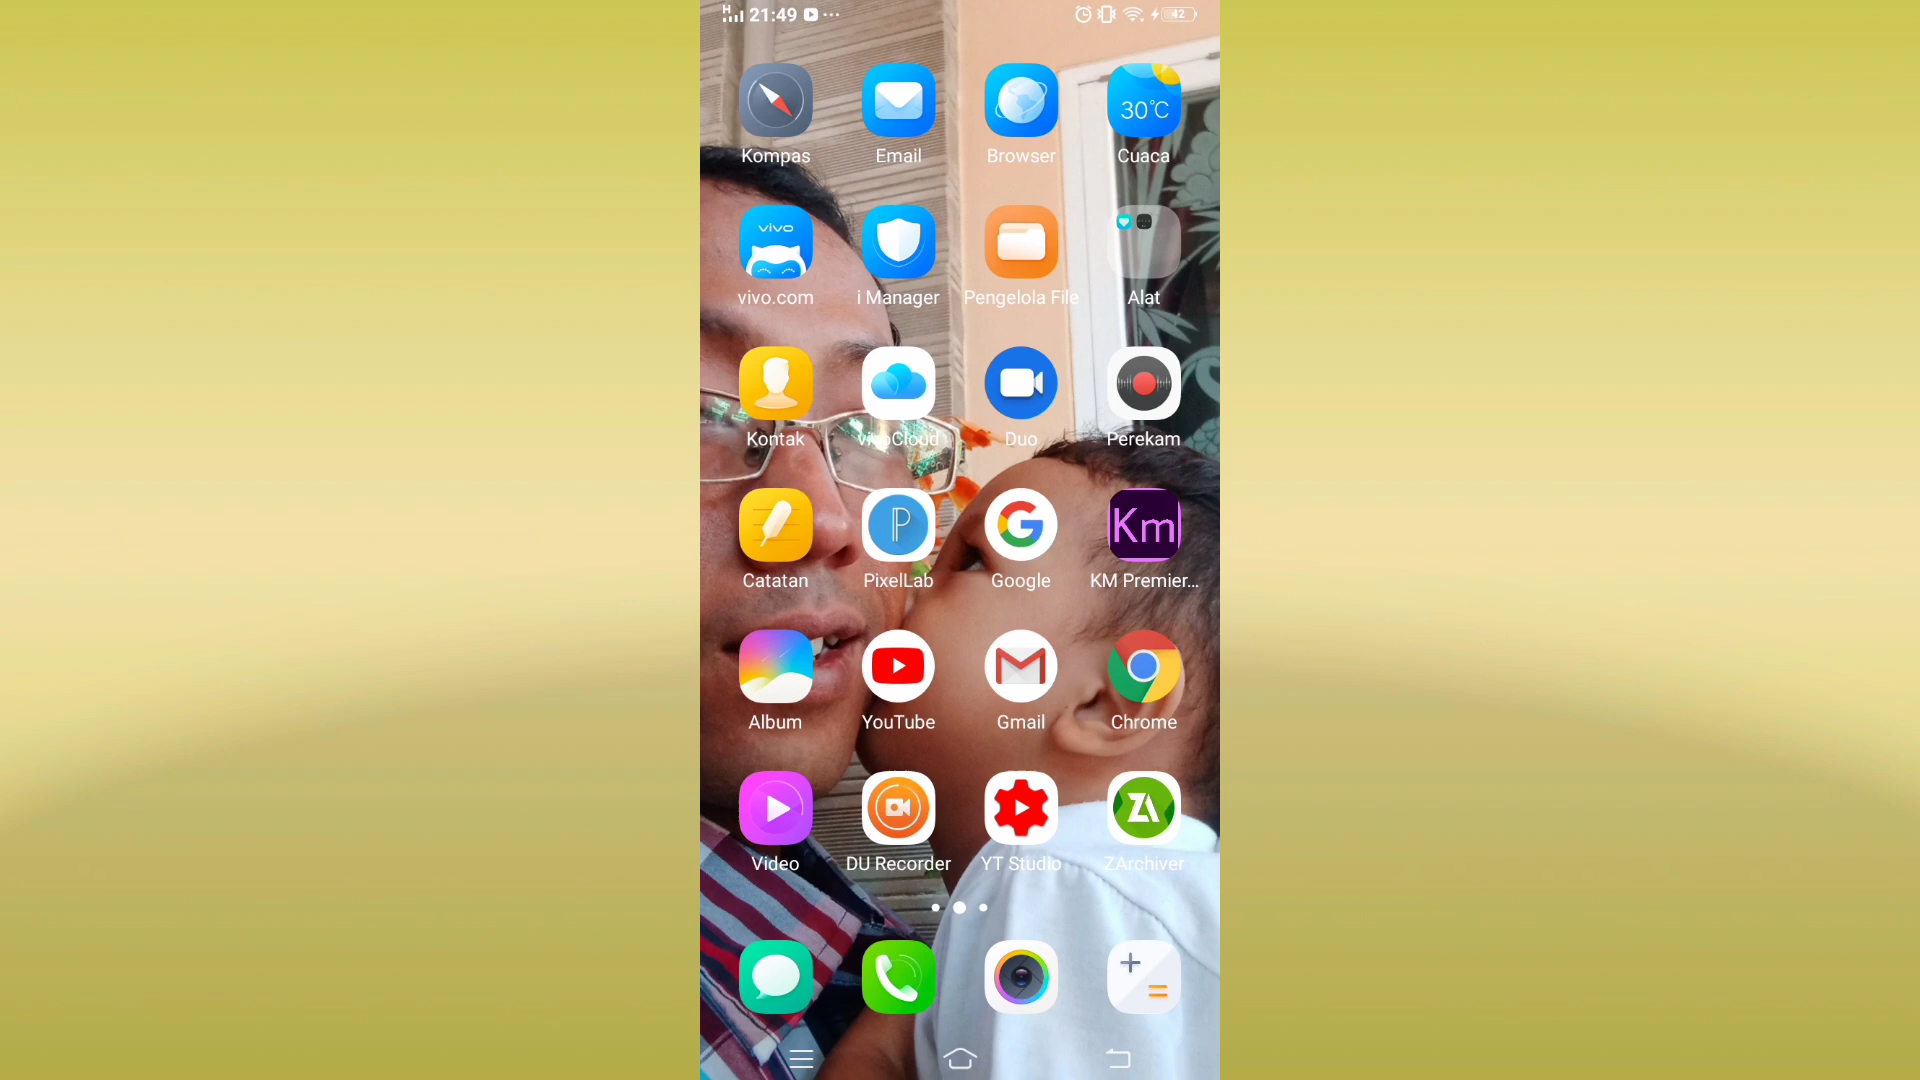 H 21:49 42
30°C
Kompas Email Browser Cuaca
vivo
vivo.com i Manager Pengelola File Alat
Kontak vivoCloud Duo Perekam
P G Km
Catatan PixelLab Google KM Premier...
Album YouTube Gmail Chrome
ZA
Video DU Recorder YT Studio ZArchiver